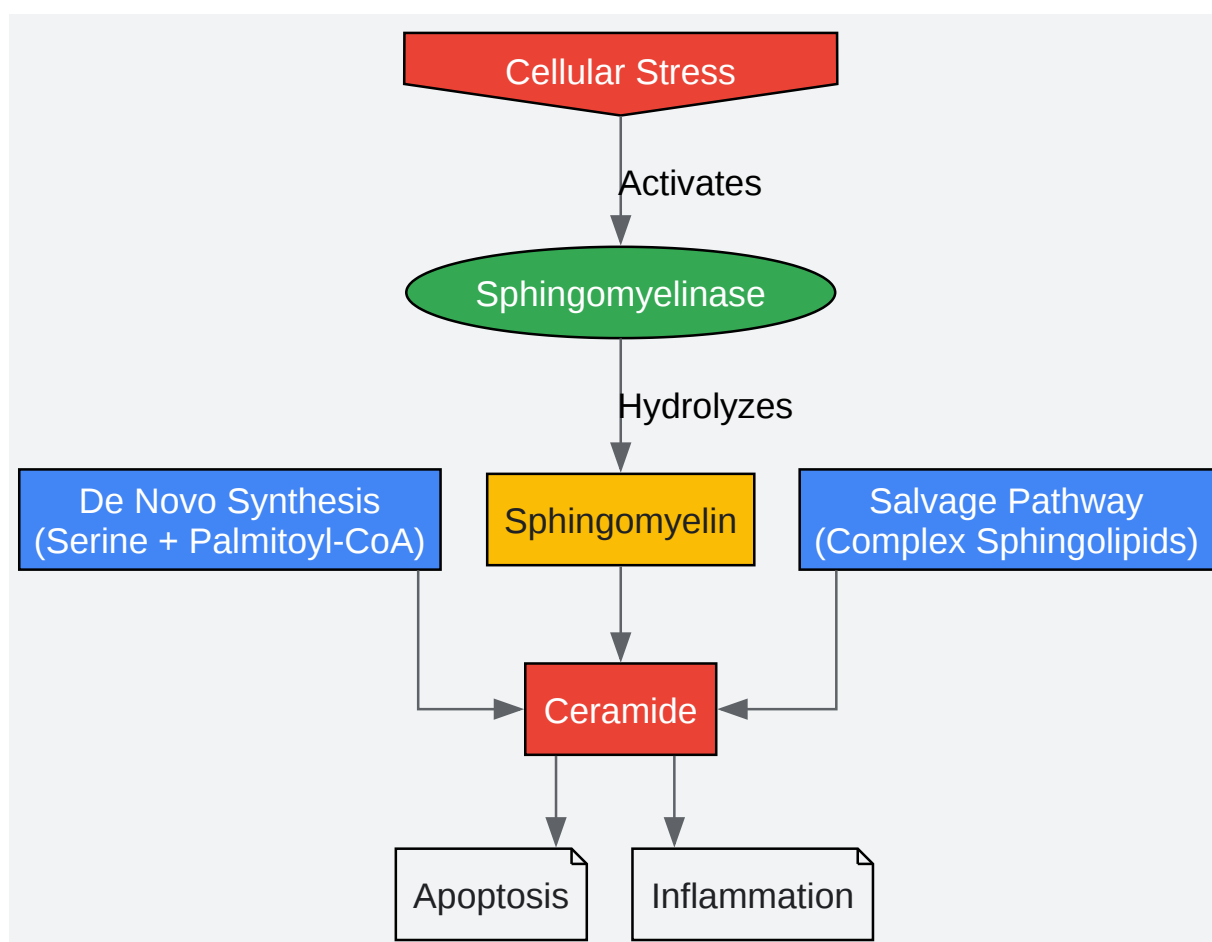 Cellular Stress
Activates
Sphingomyelinase
Hydrolyzes
De Novo Synthesis
(Serine + Palmitoyl-CoA)
Sphingomyelin
Salvage Pathway
(Complex Sphingolipids)
Ceramide
Apoptosis
Inflammation